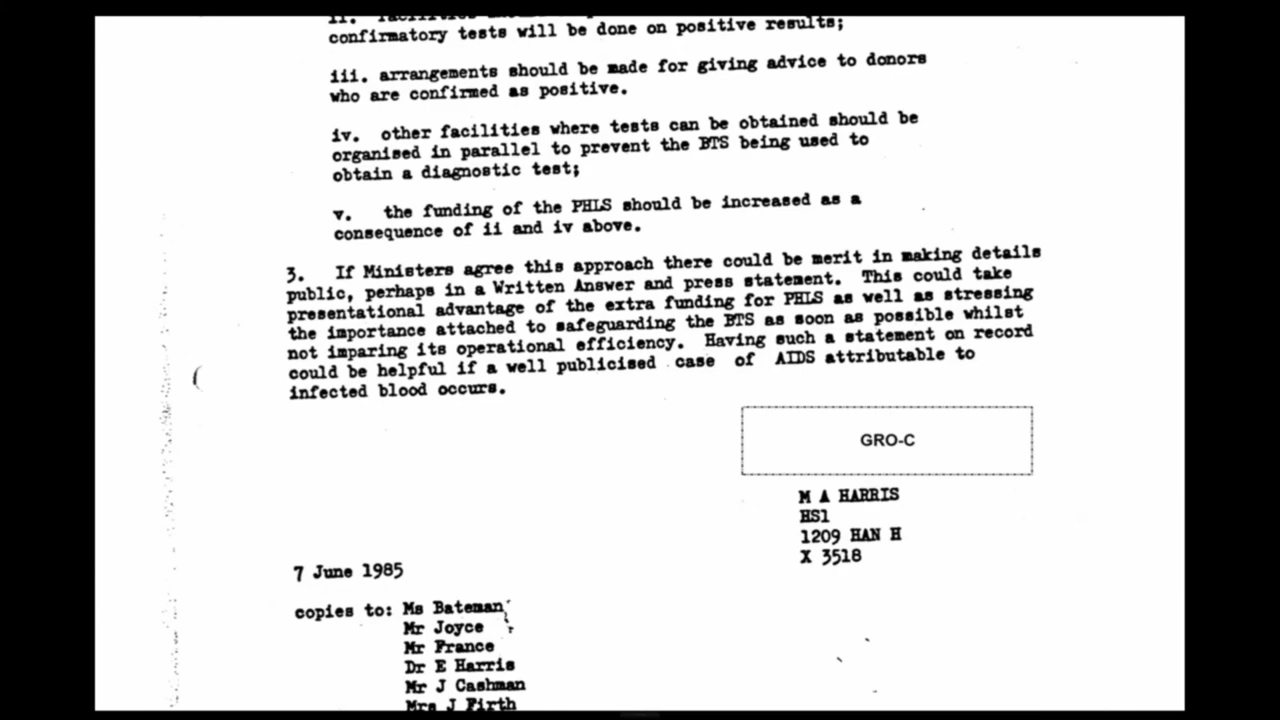 ii. facilities
confirmatory tests will be done on positive results;
iii. arrangements should be made for giving advice to donors
who are confirmed as positive.
iv. other facilities where tests can be obtained should be
organised in parallel to prevent the BTS being used to
obtain a diagnostic test;
v. the funding of the PHLS should be increased as a
consequence of ii and iv above.
3. If Ministers agree this approach there could be merit in making details
public, perhaps in a Written Answer and press statement. This could take
presentational advantage of the extra funding for PHLS as well as stressing
the importance attached to safeguarding the BTS as soon as possible whilst
not imparing its operational efficiency. Having such a statement on record
could be helpful if a well publicised case of AIDS attributable to
infected blood occurs.
GRO-C
M A HARRIS
HS1
1209 HAN H
X 3518
7 June 1985
copies to: Ms Bateman
Mr Joyce
Mr France
Dr E Harris
Mr J Cashman
Mrs J Firth